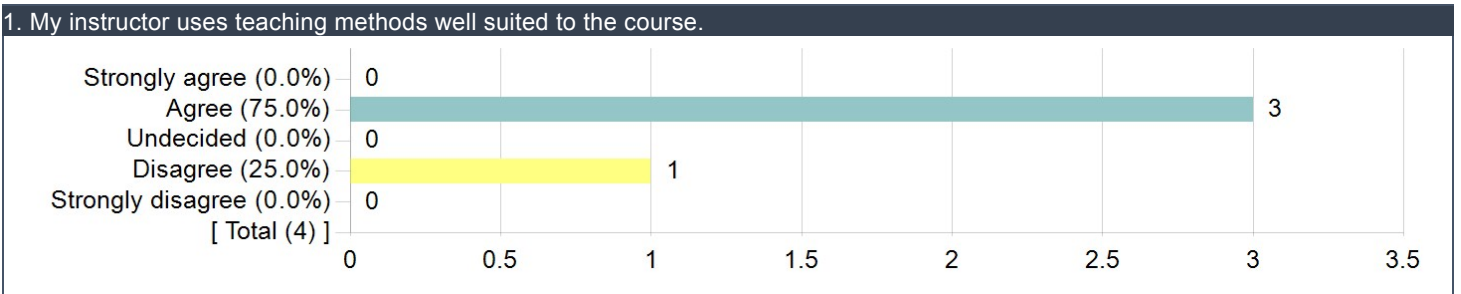 1. My instructor uses teaching methods well suited to the course.
Strongly agree (0.0%) 0
Agree (75.0%) 3
Undecided (0.0%) 0
Disagree (25.0%) 1
Strongly disagree (0.0%) 0
[ Total (4) ]
0 0.5 1 1.5 2 2.5 3 3.5